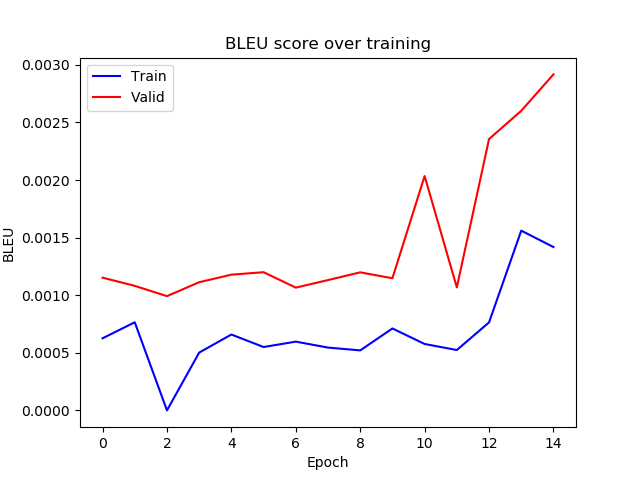 BLEU score over training
Train
Valid
BLEU
0.0030
0.0025
0.0020
0.0015
0.0010
0.0005
0.0000
0 2 4 6 8 10 12 14
Epoch